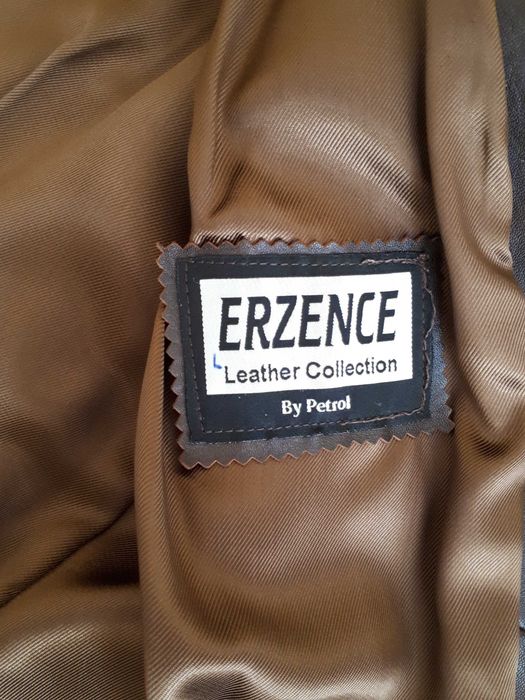 ERZENCE
L
Leather Collection
By Petrol